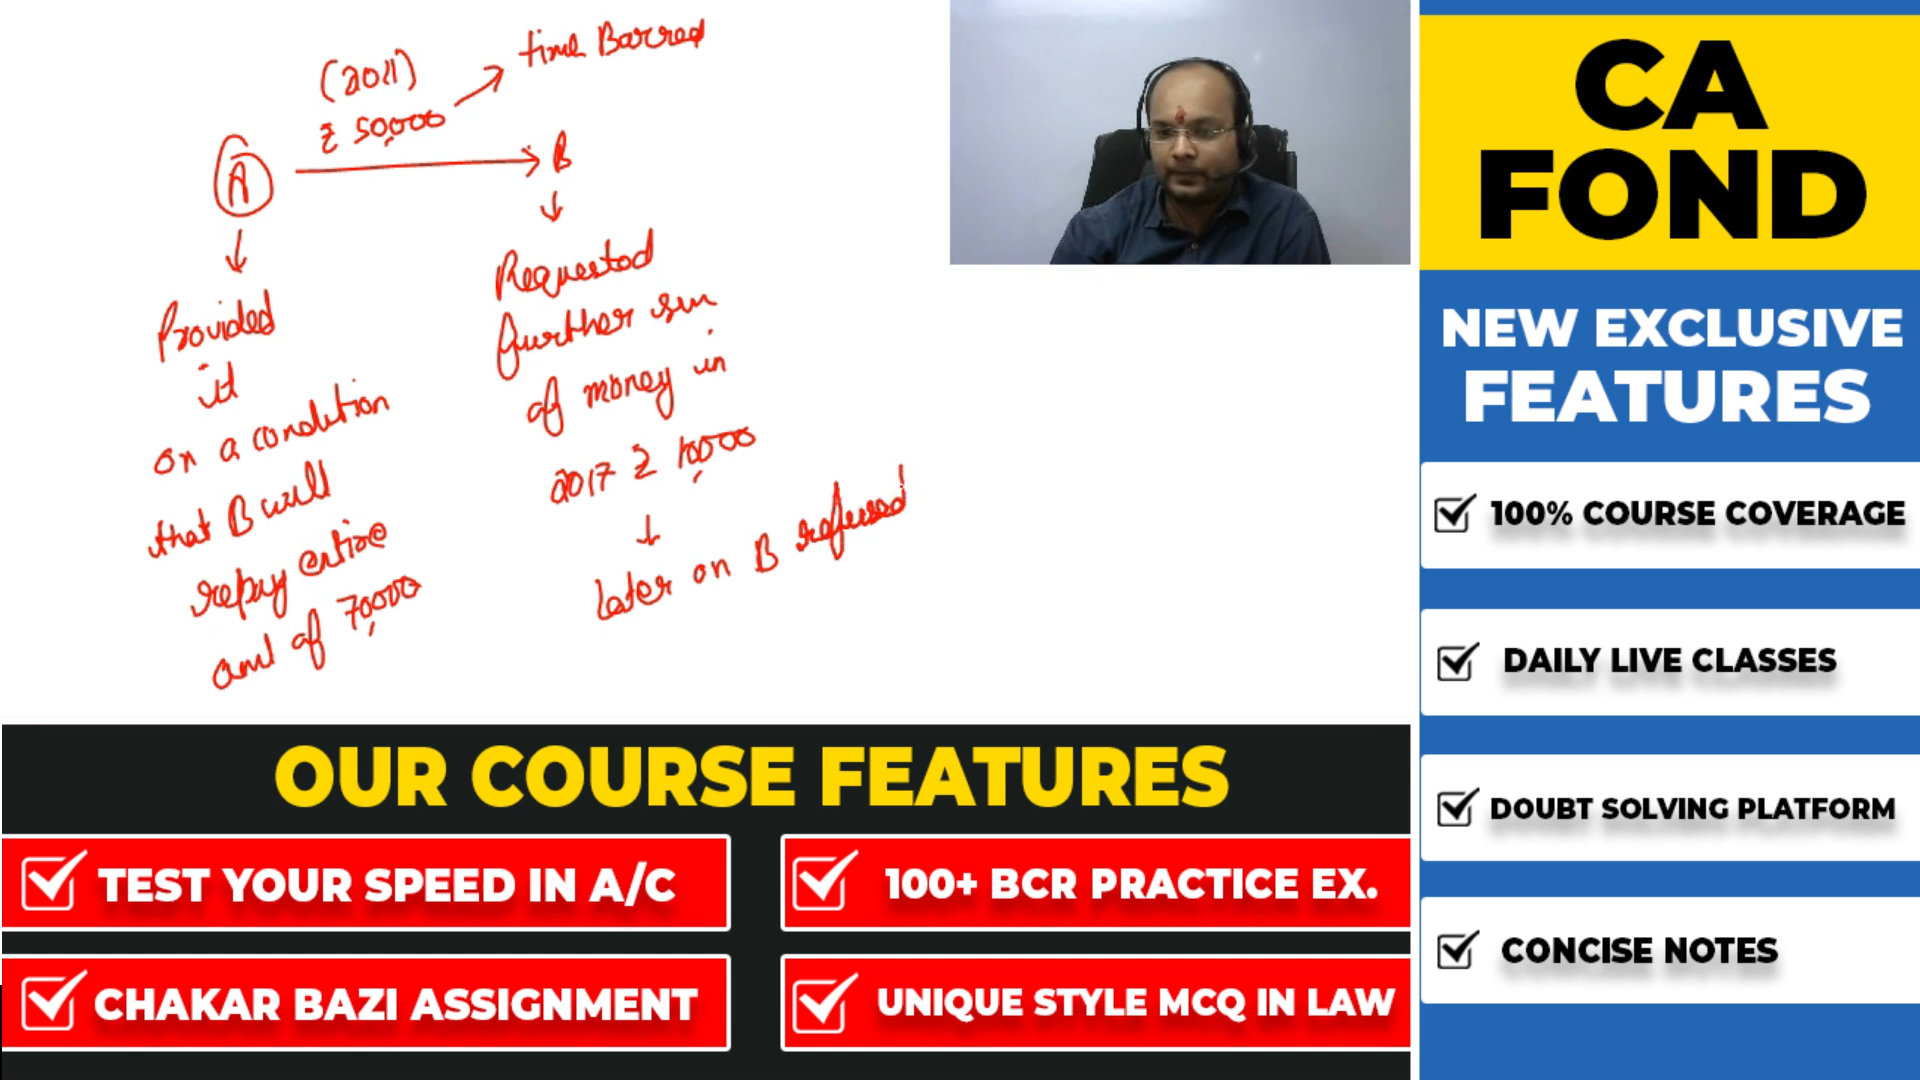 (2011)
₹ 50,000
time Barred
A
B
Provided
it
on a condition
that B will
repay entire
amt of 70,000
Requested
further sum
of money in
2017 ₹ 10,000
later on B refused
CA
FOND
NEW EXCLUSIVE
FEATURES
100% COURSE COVERAGE
DAILY LIVE CLASSES
DOUBT SOLVING PLATFORM
CONCISE NOTES
OUR COURSE FEATURES
TEST YOUR SPEED IN A/C
100+ BCR PRACTICE EX.
CHAKAR BAZI ASSIGNMENT
UNIQUE STYLE MCQ IN LAW